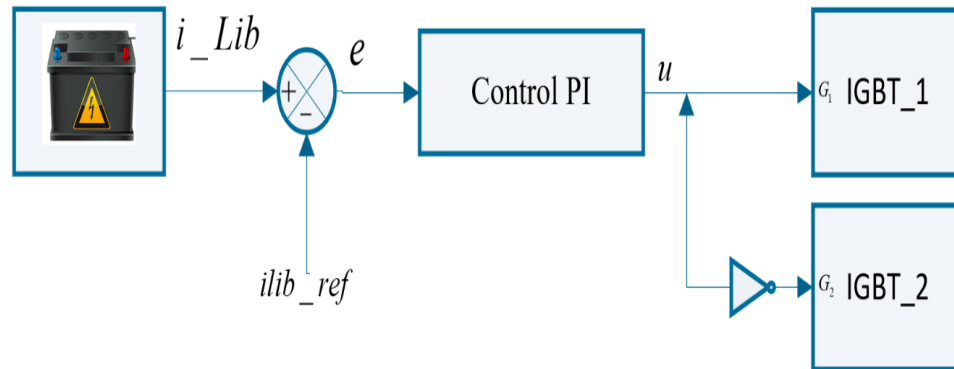 i_Lib
e
+
−
Control PI
u
G1 IGBT_1
ilib_ref
G2 IGBT_2